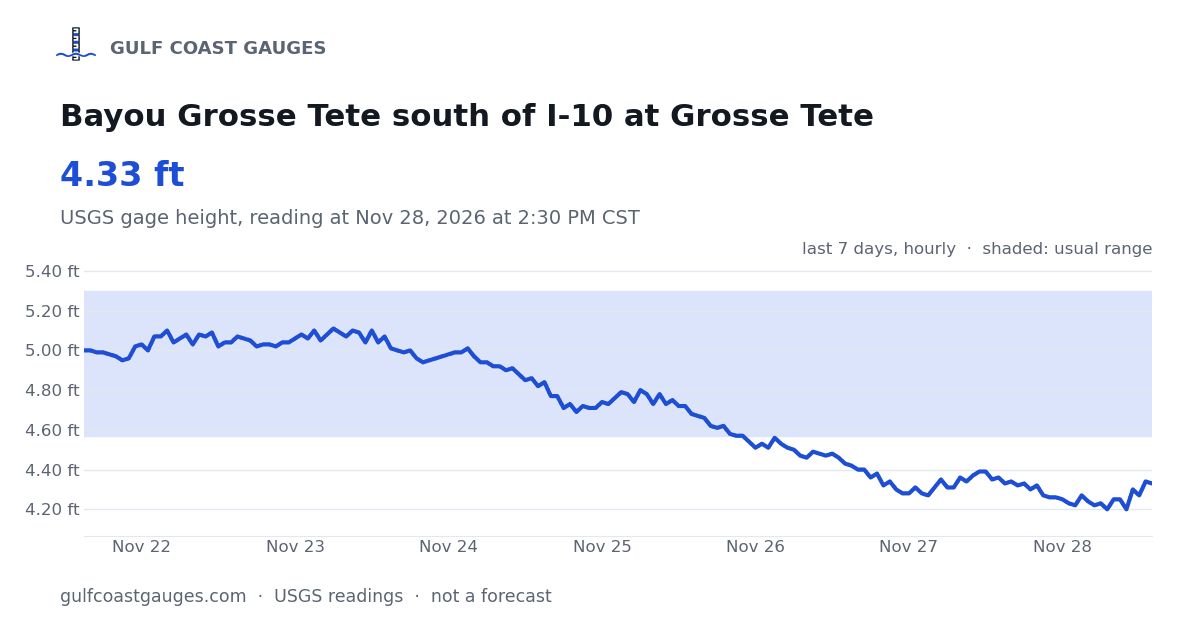 GULF COAST GAUGES
Bayou Grosse Tete south of I-10 at Grosse Tete
4.33 ft
USGS gage height, reading at Nov 28, 2026 at 2:30 PM CST
last 7 days, hourly · shaded: usual range
5.40 ft
5.20 ft
5.00 ft
4.80 ft
4.60 ft
4.40 ft
4.20 ft
Nov 22 Nov 23 Nov 24 Nov 25 Nov 26 Nov 27 Nov 28
gulfcoastgauges.com · USGS readings · not a forecast